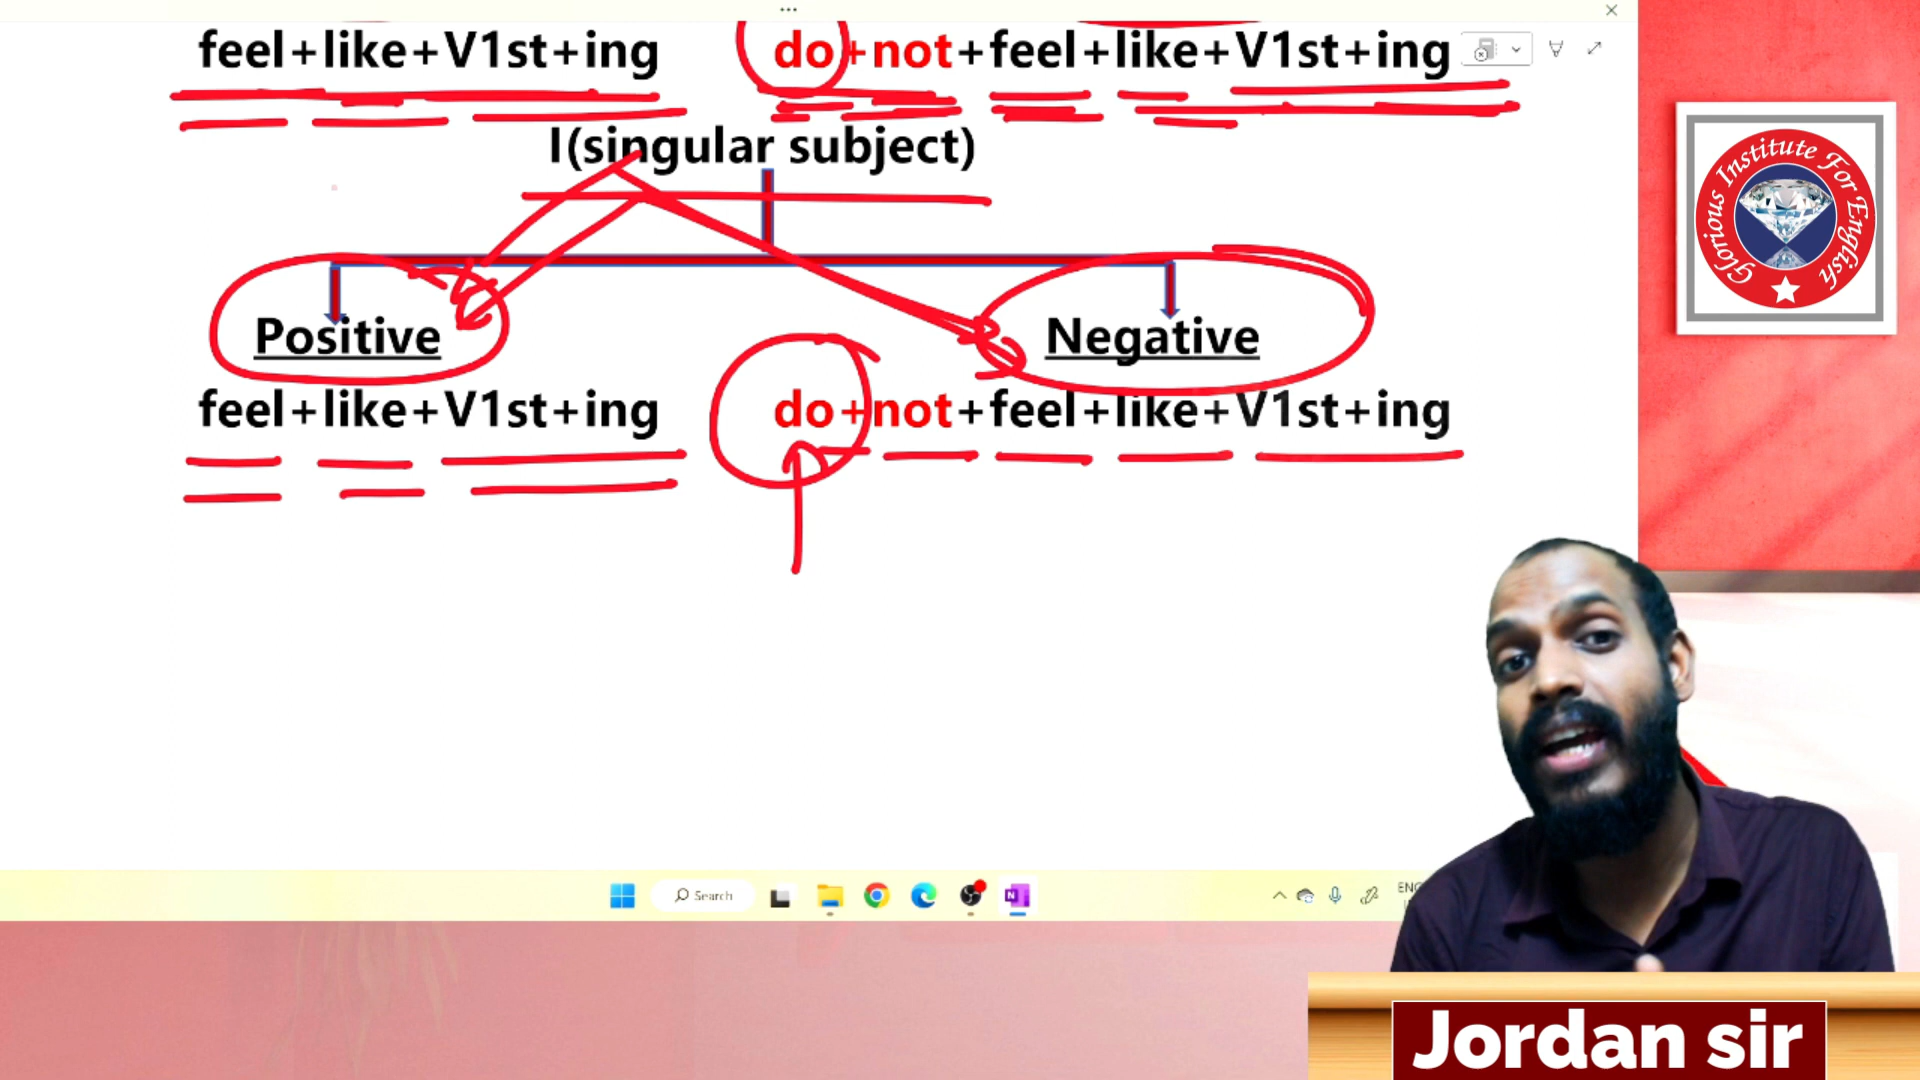 feel+like+V1st+ing do+not+feel+like+V1st+ing
I(singular subject)
Positive Negative
feel+like+V1st+ing do+not+feel+like+V1st+ing
Glorious Institute For English
Search
ENG
Jordan sir